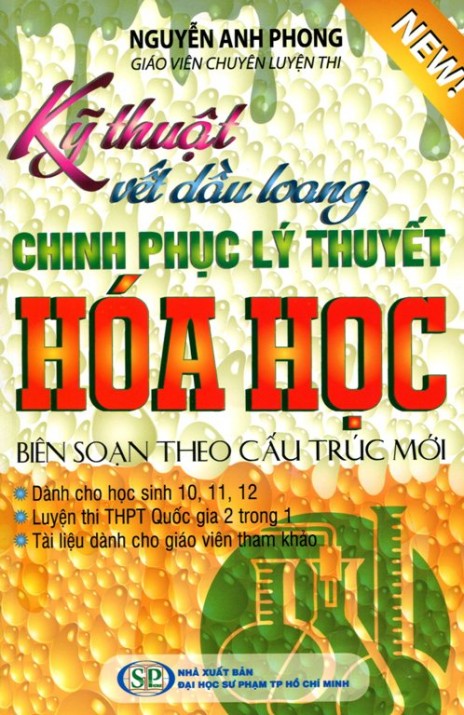 NGUYỄN ANH PHONG
GIÁO VIÊN CHUYÊN LUYỆN THI
NEW!
Kỹ thuật
vết dầu loang
CHINH PHỤC LÝ THUYẾT
HÓA HỌC
BIÊN SOẠN THEO CẤU TRÚC MỚI
Dành cho học sinh 10, 11, 12
Luyện thi THPT Quốc gia 2 trong 1
Tài liệu dành cho giáo viên tham khảo
SP
NHÀ XUẤT BẢN
ĐẠI HỌC SƯ PHẠM TP HỒ CHÍ MINH